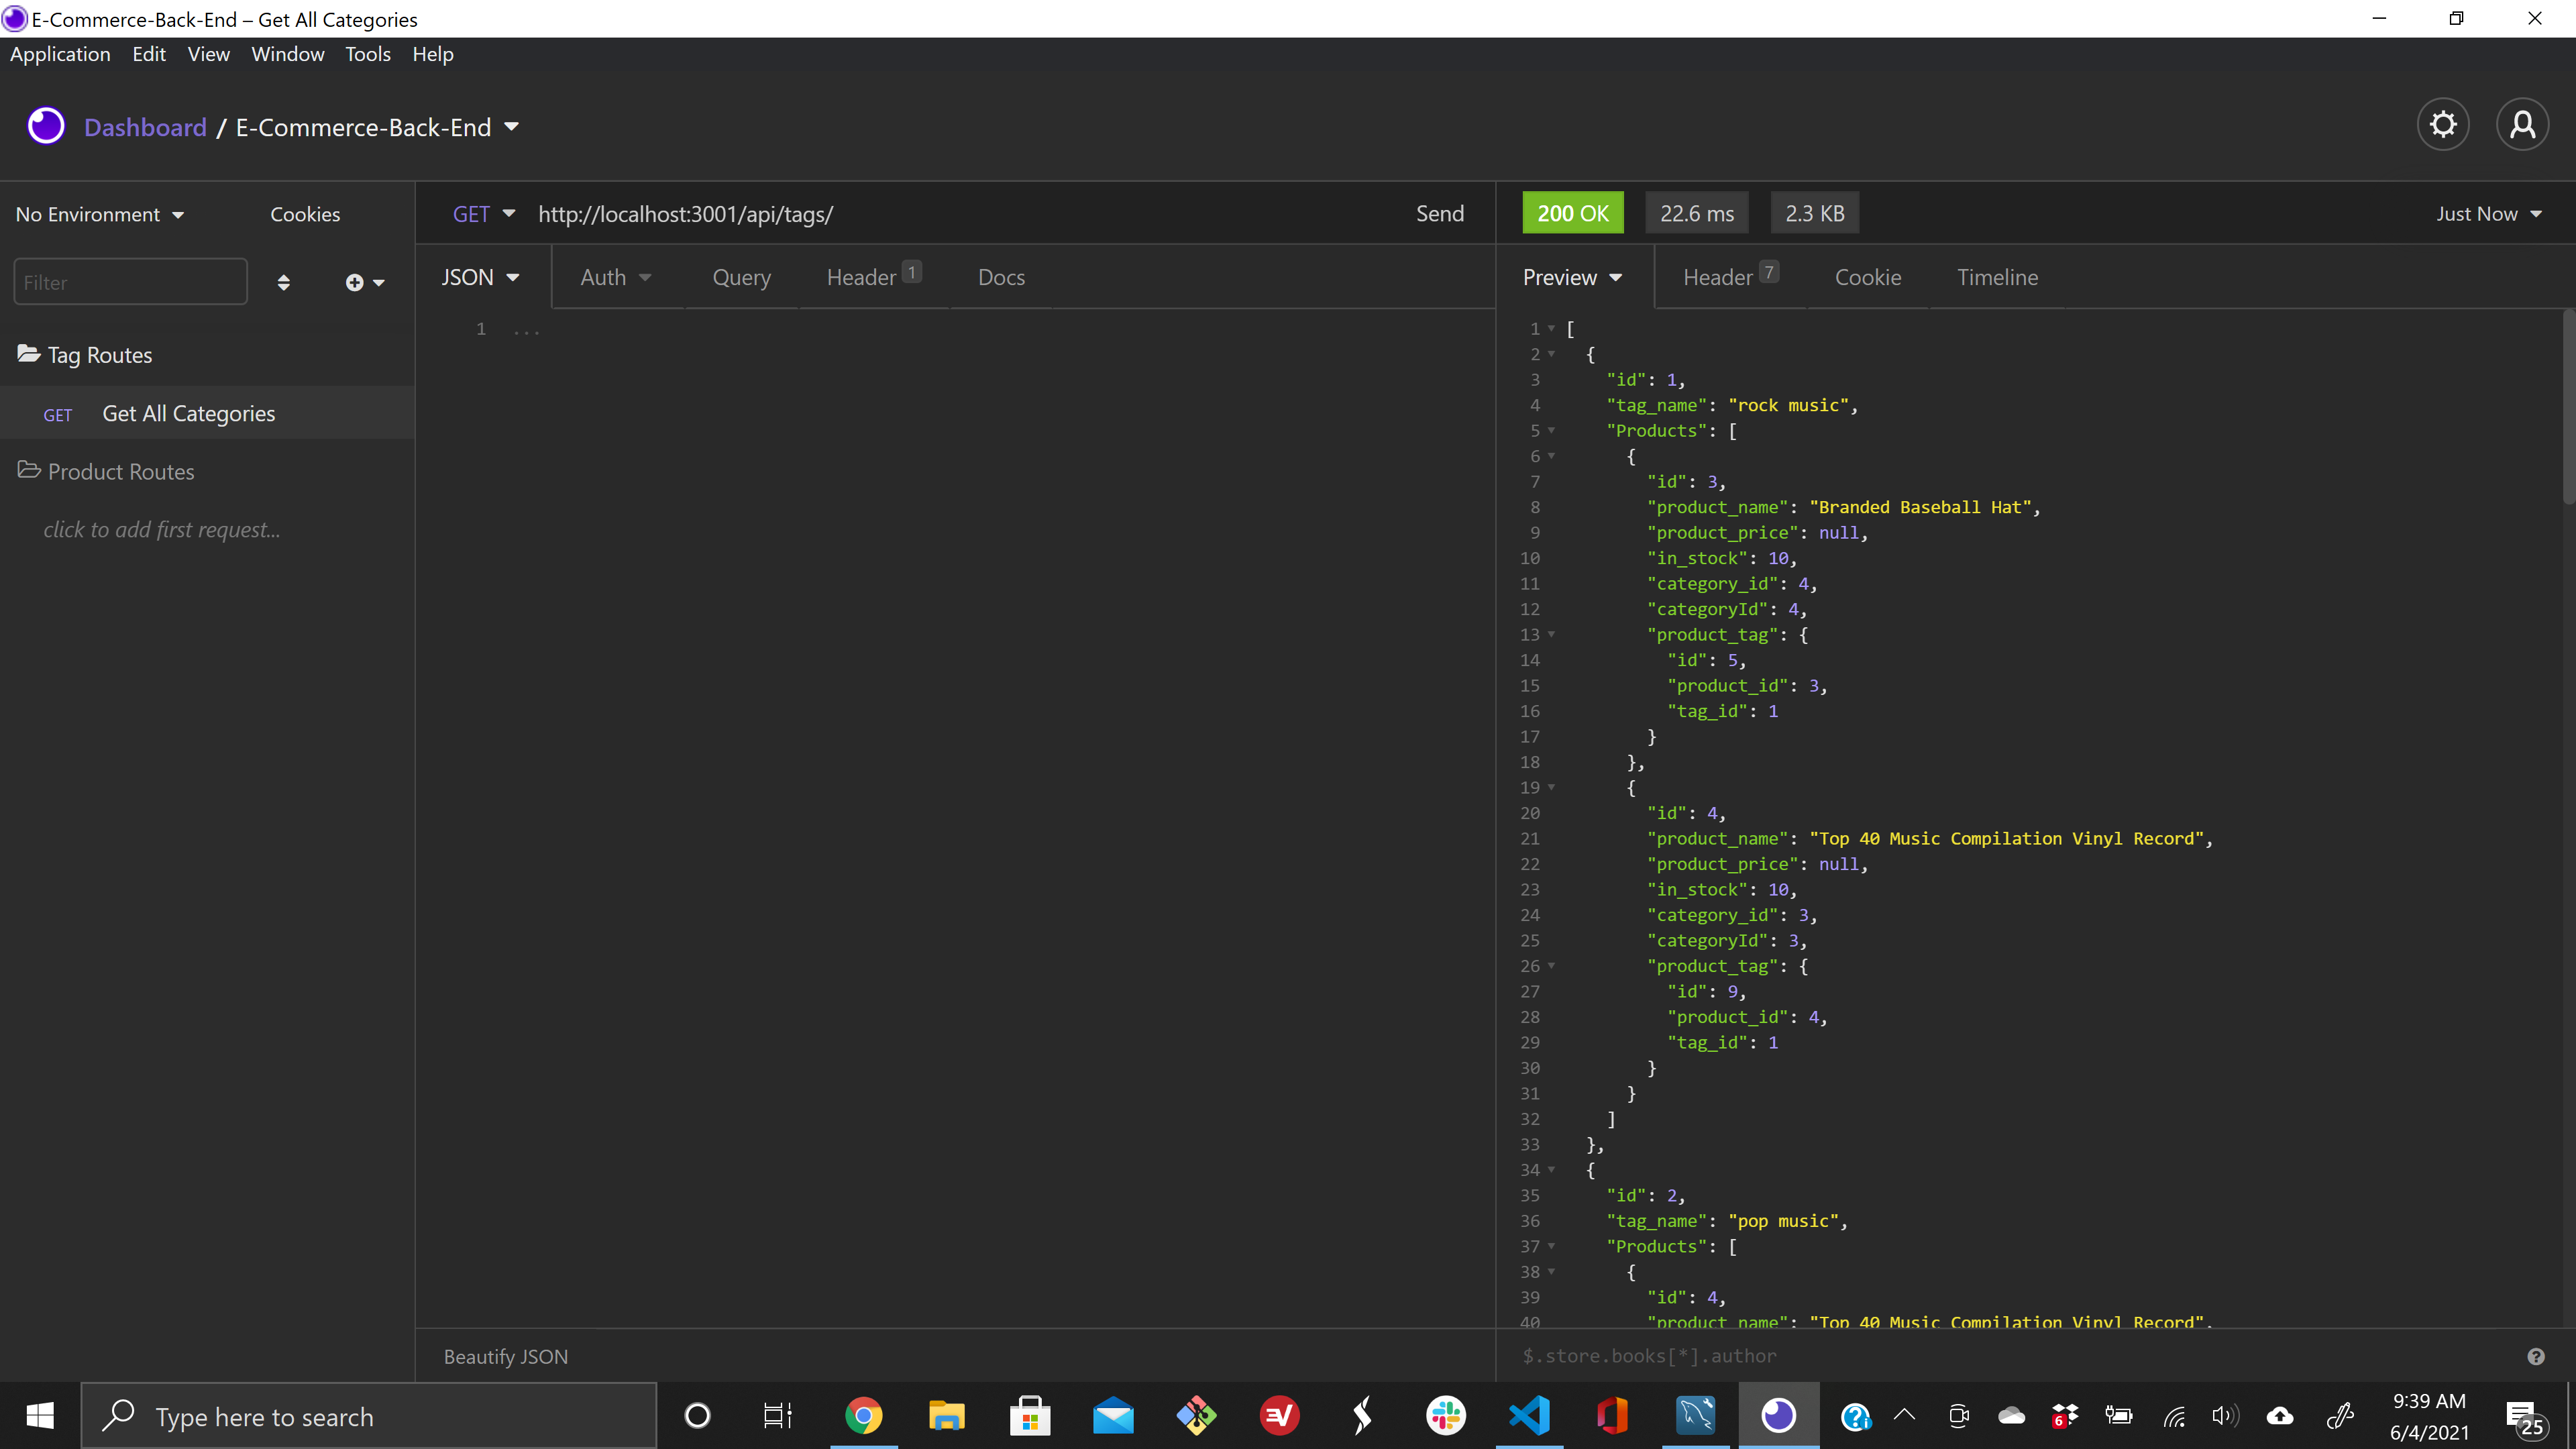 E-Commerce-Back-End – Get All Categories
Application Edit View Window Tools Help
Dashboard / E-Commerce-Back-End
No Environment Cookies
Filter
Tag Routes
GET Get All Categories
Product Routes
click to add first request...
GET http://localhost:3001/api/tags/ Send
JSON Auth Query Header 1 Docs
1 ...
Beautify JSON
200 OK 22.6 ms 2.3 KB Just Now
Preview Header 7 Cookie Timeline
1 [
2 {
3 "id": 1,
4 "tag_name": "rock music",
5 "Products": [
6 {
7 "id": 3,
8 "product_name": "Branded Baseball Hat",
9 "product_price": null,
10 "in_stock": 10,
11 "category_id": 4,
12 "categoryId": 4,
13 "product_tag": {
14 "id": 5,
15 "product_id": 3,
16 "tag_id": 1
17 }
18 },
19 {
20 "id": 4,
21 "product_name": "Top 40 Music Compilation Vinyl Record",
22 "product_price": null,
23 "in_stock": 10,
24 "category_id": 3,
25 "categoryId": 3,
26 "product_tag": {
27 "id": 9,
28 "product_id": 4,
29 "tag_id": 1
30 }
31 }
32 ]
33 },
34 {
35 "id": 2,
36 "tag_name": "pop music",
37 "Products": [
38 {
39 "id": 4,
40 "product_name": "Top 40 Music Compilation Vinyl Record",
$.store.books[*].author
Type here to search
6
9:39 AM
6/4/2021
25